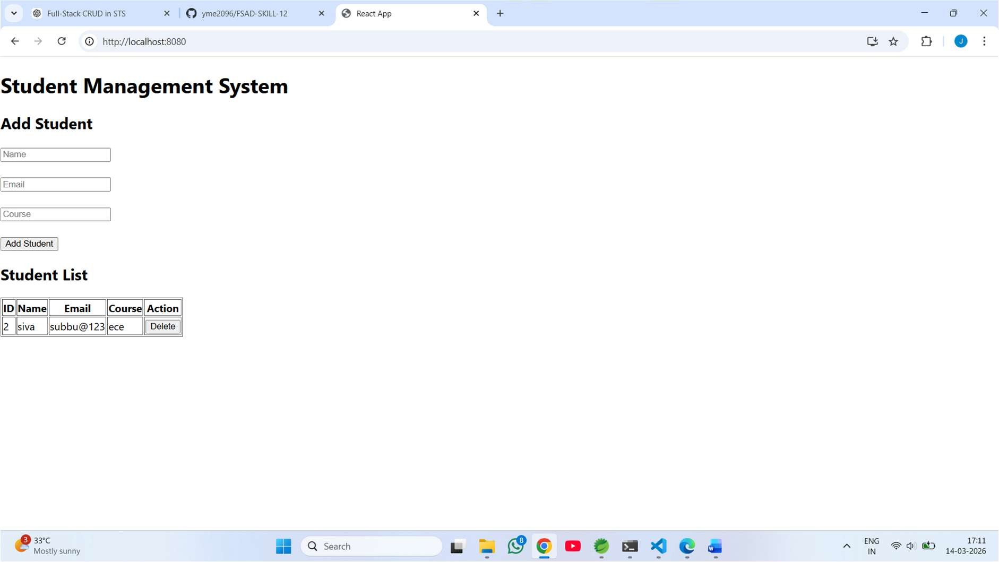 Full-Stack CRUD in STS
yme2096/FSAD-SKILL-12
React App
http://localhost:8080
J
Student Management System
Add Student
Name
Email
Course
Add Student
Student List
ID Name Email Course Action
2 siva subbu@123 ece Delete
3
33°C
Mostly sunny
Search
8
W
ENG
IN
17:11
14-03-2026